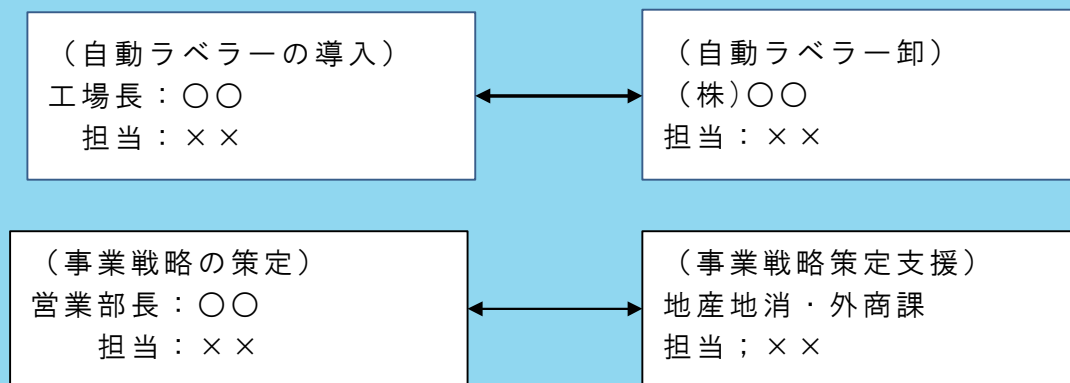 （自動ラベラーの導入）
工場長：〇〇
担当：××
（自動ラベラー卸）
（株）〇〇
担当：××
（事業戦略の策定）
営業部長：〇〇
担当：××
（事業戦略策定支援）
地産地消・外商課
担当；××